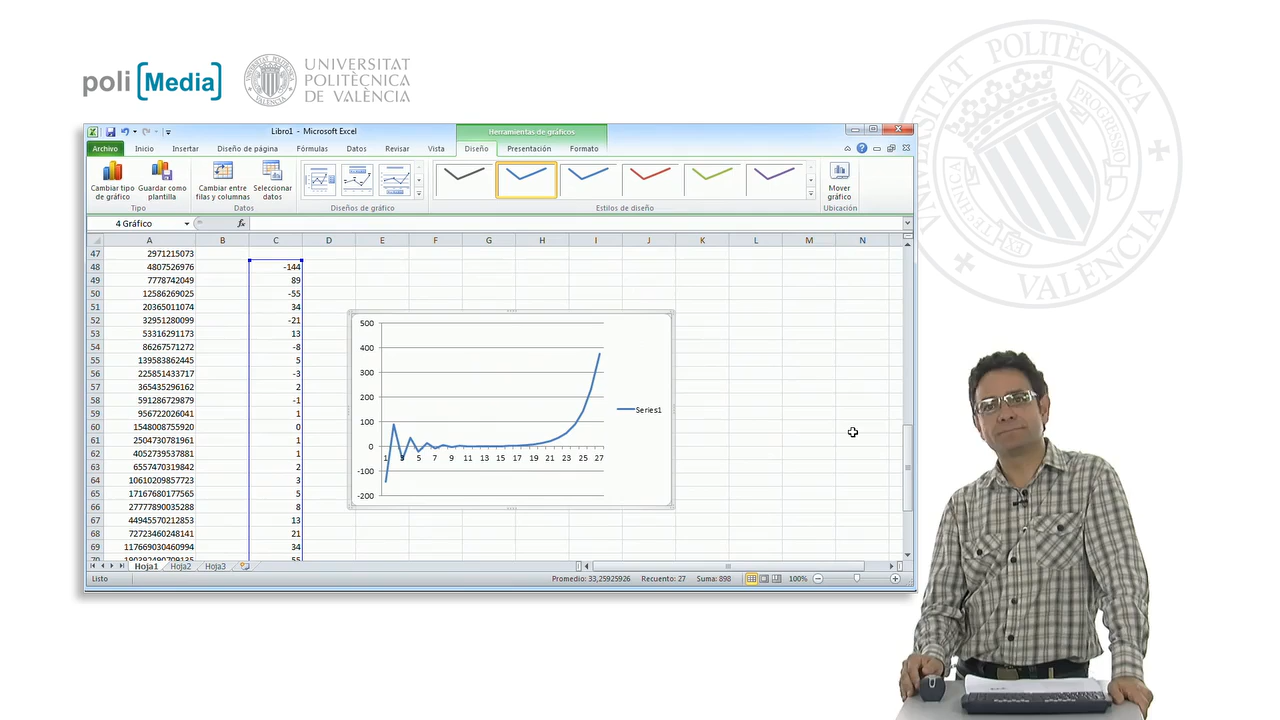 poli [Media]
UNIVERSITAT
POLITÈCNICA
DE VALÈNCIA
UNIVERSITAT POLITÈCNICA
VALÈNCIA
Libro1 - Microsoft Excel
Herramientas de gráficos
Archivo Inicio Insertar Diseño de página Fórmulas Datos Revisar Vista Diseño Presentación Formato
Cambiar tipo de gráfico
Guardar como plantilla
Cambiar entre filas y columnas
Seleccionar datos
Mover gráfico
Tipo Datos Diseños de gráfico Estilos de diseño Ubicación
4 Gráfico fx
A B C D E F G H I J K L M N
47 2971215073
48 4807526976 -144
49 7778742049 89
50 12586269025 -55
51 20365011074 34
52 32951280099 -21
53 53316291173 13
54 86267571272 -8
55 139583862445 5
56 225851433717 -3
57 365435296162 2
58 591286729879 -1
59 956722026041 1
60 1548008755920 0
61 2504730781961 1
62 4052739537881 1
63 6557470319842 2
64 10610209857723 3
65 17167680177565 5
66 27777890035288 8
67 44945570212853 13
68 72723460248141 21
69 117669030460994 34
70 190392490709135 55
500
400
300
200
100
0
-100
-200
1 3 5 7 9 11 13 15 17 19 21 23 25 27
Series1
Hoja1 Hoja2 Hoja3
Listo Promedio: 33,25925926 Recuento: 27 Suma: 898 100%